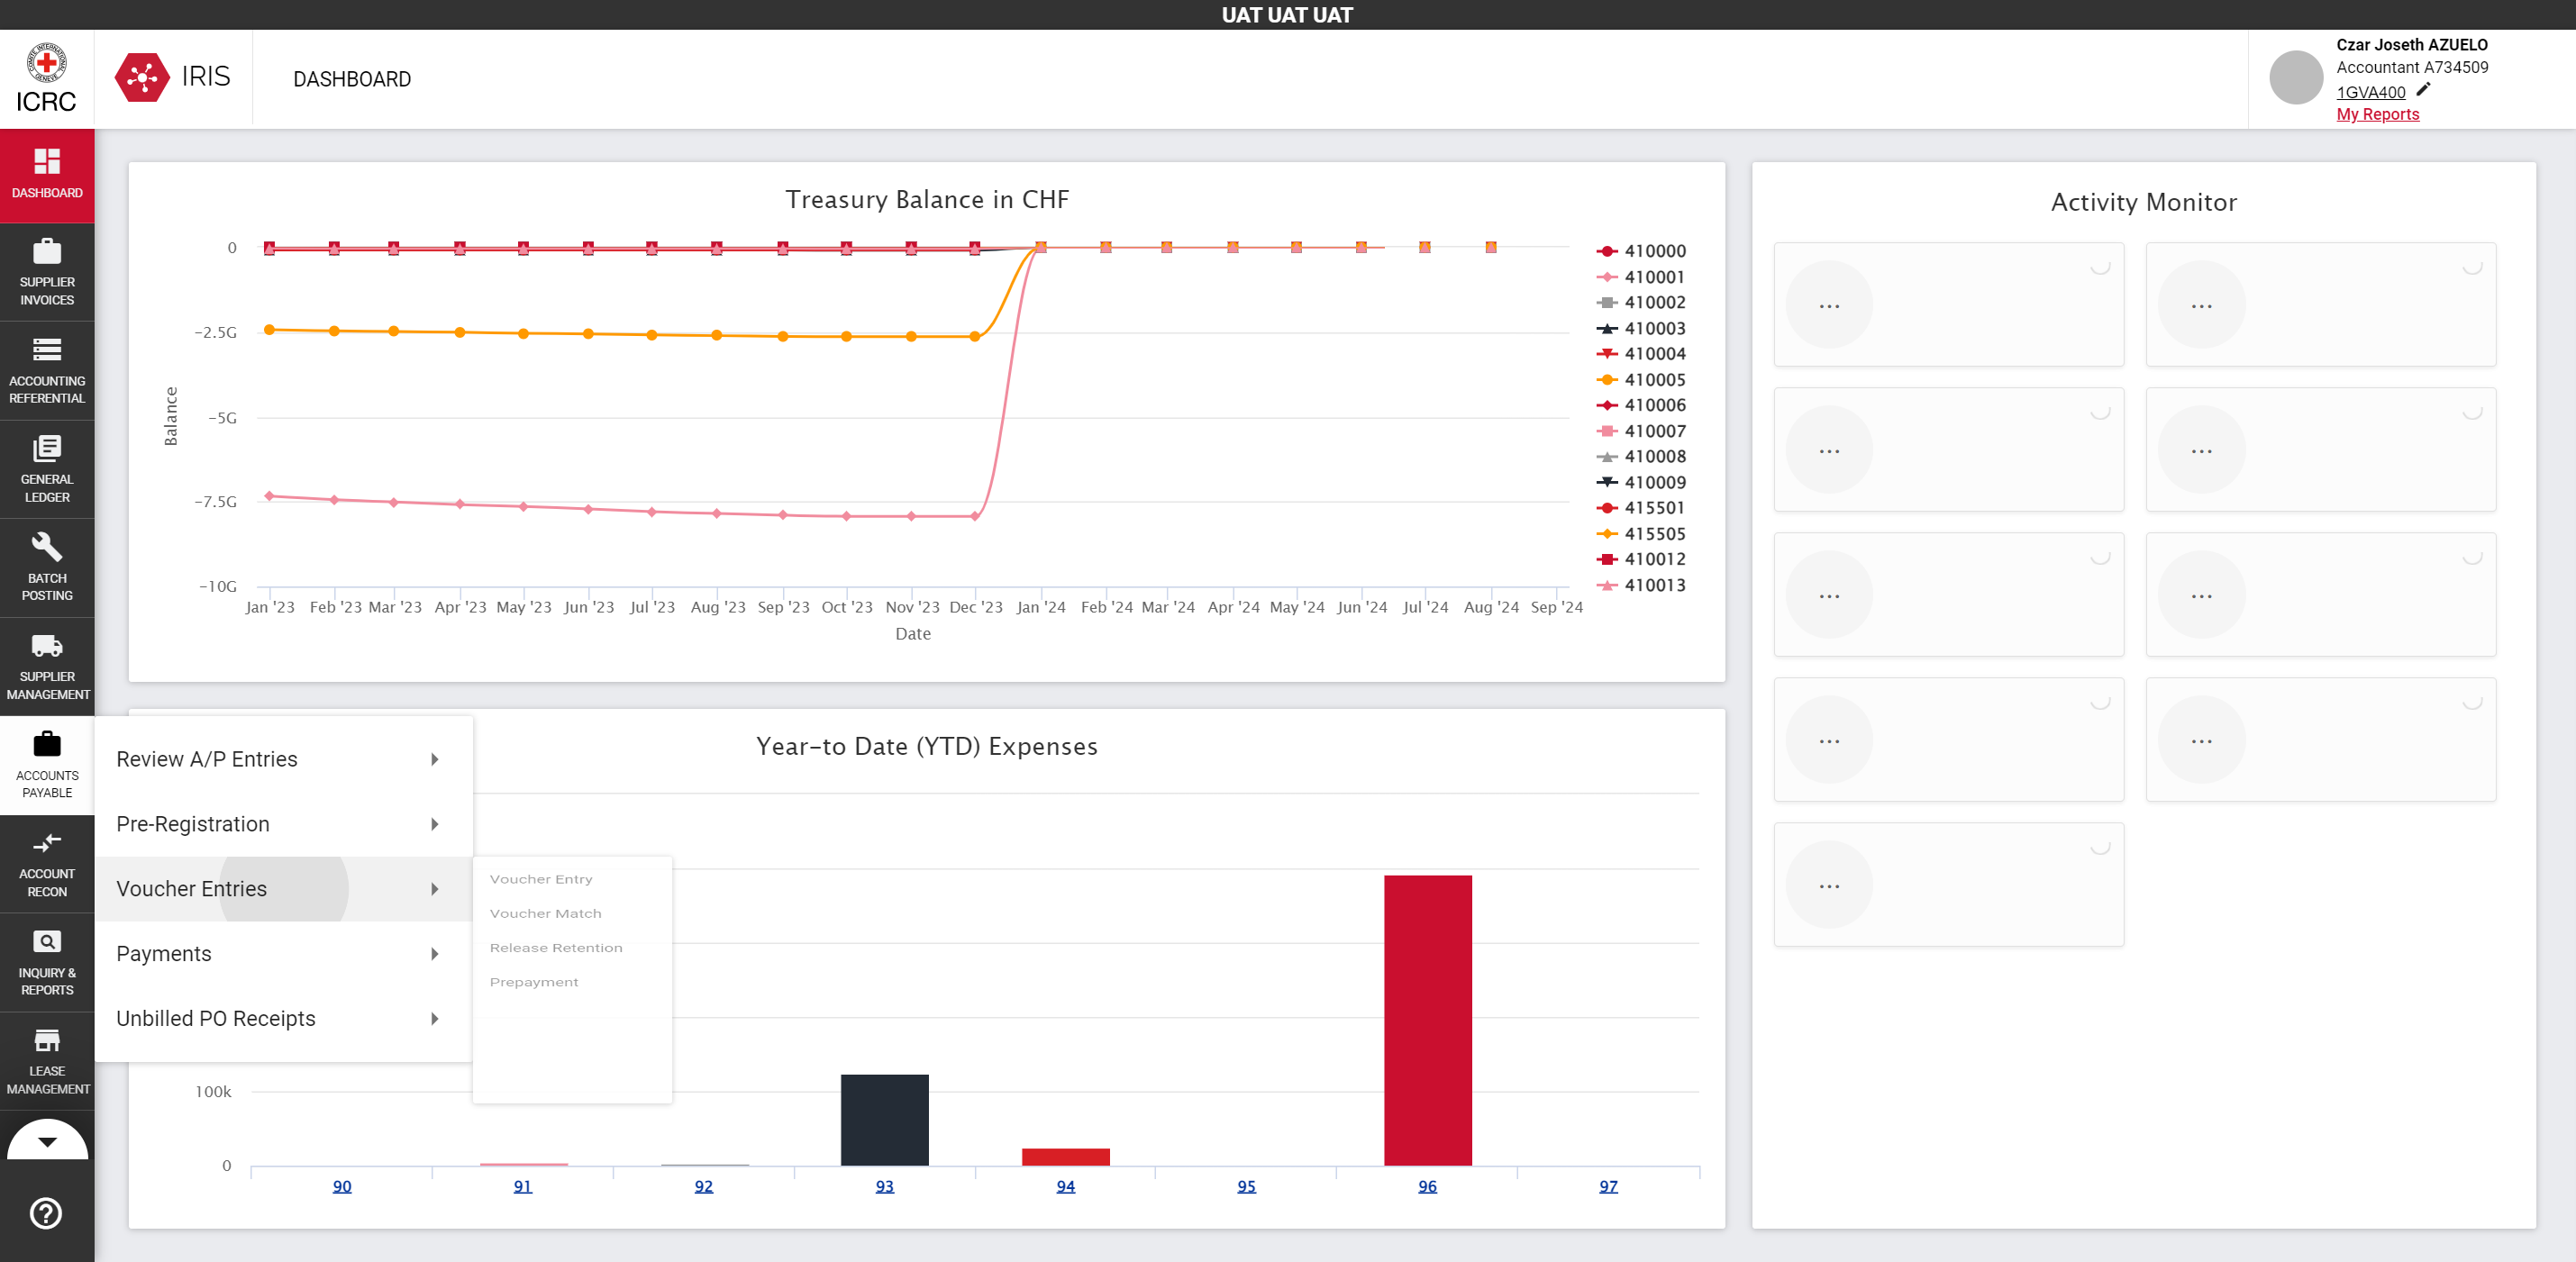 UAT UAT UAT
ICRC
IRIS
DASHBOARD
Czar Joseth AZUELO
Accountant A734509
1GVA400
My Reports
DASHBOARD
SUPPLIER
INVOICES
ACCOUNTING
REFERENTIAL
GENERAL
LEDGER
BATCH
POSTING
SUPPLIER
MANAGEMENT
ACCOUNTS
PAYABLE
ACCOUNT
RECON
INQUIRY &
REPORTS
LEASE
MANAGEMENT
Treasury Balance in CHF
0
−2.5G
−5G
−7.5G
−10G
Balance
Jan '23 Feb '23 Mar '23 Apr '23 May '23 Jun '23 Jul '23 Aug '23 Sep '23 Oct '23 Nov '23 Dec '23 Jan '24 Feb '24 Mar '24 Apr '24 May '24 Jun '24 Jul '24 Aug '24 Sep '24
Date
410000
410001
410002
410003
410004
410005
410006
410007
410008
410009
415501
415505
410012
410013
Activity Monitor
...
...
...
...
...
...
...
...
...
Review A/P Entries
Pre-Registration
Voucher Entries
Payments
Unbilled PO Receipts
Voucher Entry
Voucher Match
Release Retention
Prepayment
Year-to Date (YTD) Expenses
100k
0
90 91 92 93 94 95 96 97